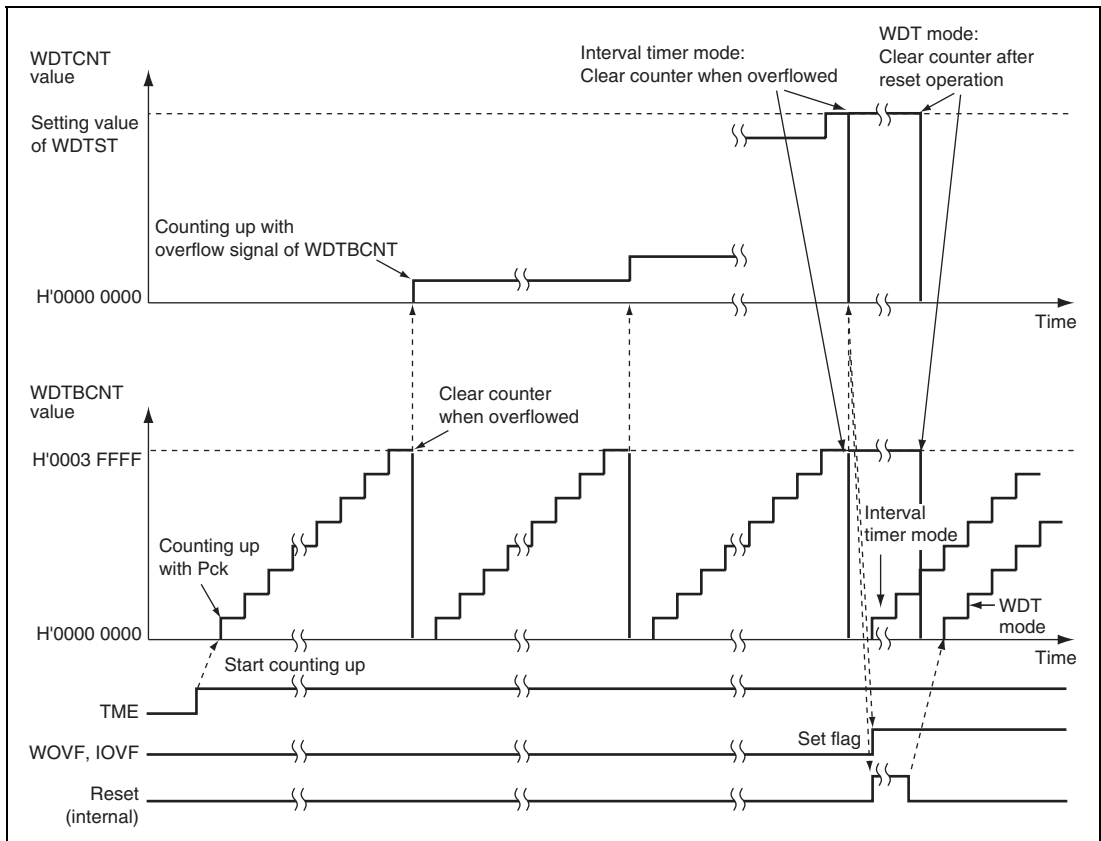 WDTCNT
value
Setting value
of WDTST
Interval timer mode:
Clear counter when overflowed
WDT mode:
Clear counter after
reset operation
Counting up with
overflow signal of WDTBCNT
H'0000 0000
Time
WDTBCNT
value
Clear counter
when overflowed
H'0003 FFFF
Interval
timer mode
Counting up
with Pck
WDT
mode
H'0000 0000
Time
Start counting up
TME
WOVF, IOVF
Set flag
Reset
(internal)